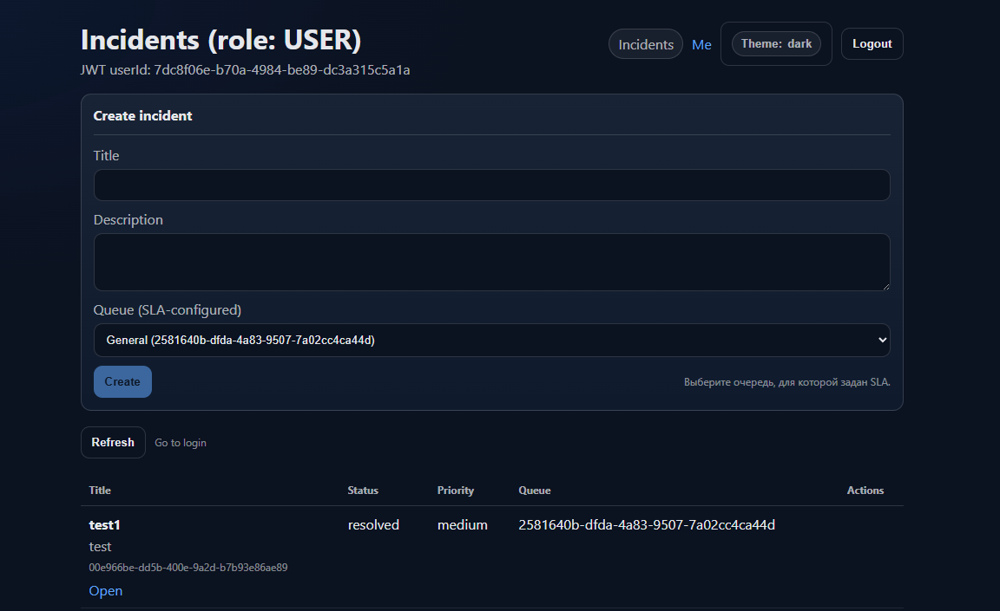 Incidents (role: USER)
JWT userId: 7dc8f06e-b70a-4984-be89-dc3a315c5a1a
Incidents
Me
Theme: dark
Logout
Create incident
Title
Description
Queue (SLA-configured)
General (2581640b-dfda-4a83-9507-7a02cc4ca44d)
Create
Выберите очередь, для которой задан SLA.
Refresh
Go to login
Title Status Priority Queue Actions
test1 resolved medium 2581640b-dfda-4a83-9507-7a02cc4ca44d
test
00e966be-dd5b-400e-9a2d-b7b93e86ae89
Open